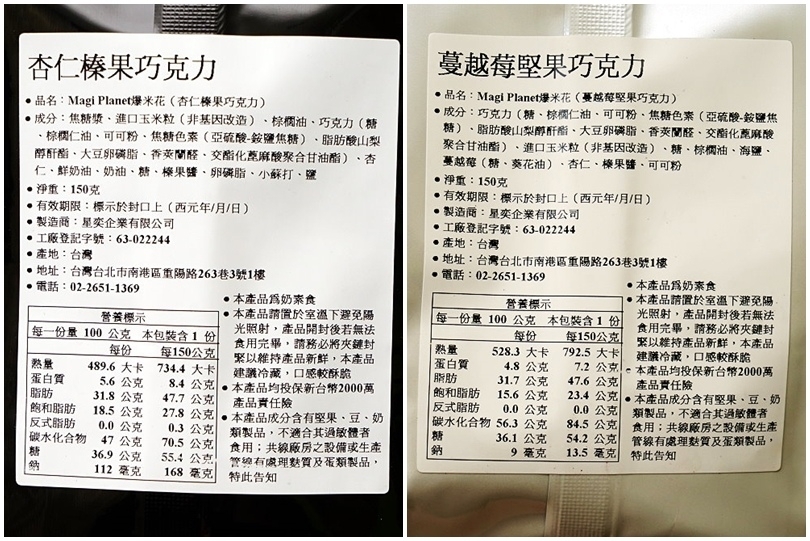 杏仁榛果巧克力
●品名：Magi Planet爆米花（杏仁榛果巧克力）
●成分：焦糖漿、進口玉米粒（非基因改造）、棕櫚油、巧克力（糖
、棕櫚仁油、可可粉、焦糖色素（亞硫酸-銨鹽焦糖）、脂肪酸山梨
醇酐酯、大豆卵磷脂、香莢蘭醛、交酯化蓖麻酸聚合甘油酯）、杏
仁、鮮奶油、奶油、糖、榛果醬、卵磷脂、小蘇打、鹽
●淨重：150克
●有效期限：標示於封口上（西元年/月/日）
●製造商：星奕企業有限公司
●工廠登記字號：63-022244
●產地：台灣
●地址：台灣台北市南港區重陽路263巷3號1樓
●電話：02-2651-1369
營養標示
每一份量 100 公克 本包裝含 1 份
每份 每150公克
熱量 489.6 大卡 734.4 大卡
蛋白質 5.6 公克 8.4 公克
脂肪 31.8 公克 47.7 公克
飽和脂肪 18.5 公克 27.8 公克
反式脂肪 0.0 公克 0.3 公克
碳水化合物 47 公克 70.5 公克
糖 36.9 公克 55.4 公克
鈉 112 毫克 168 毫克
●本產品爲奶素食
●本產品請置於室溫下避免陽
光照射，產品開封後若無法
食用完畢，請務必將夾鏈封
緊以維持產品新鮮，本產品
建議冷藏，口感較酥脆
●本產品均投保新台幣2000萬
產品責任險
●本產品成分含有堅果、豆、奶
類製品，不適合其過敏體者
食用；共線廠房之設備或生產
管線有處理麩質及蛋類製品，
特此告知
蔓越莓堅果巧克力
●品名：Magi Planet爆米花（蔓越莓堅果巧克力）
●成分：巧克力（糖、棕櫚仁油、可可粉、焦糖色素（亞硫酸-銨鹽焦
糖）、脂肪酸山梨醇酐酯、大豆卵磷脂、香莢蘭醛、交酯化蓖麻酸
聚合甘油酯）、進口玉米粒（非基因改造）、糖、棕櫚油、海鹽、
蔓越莓（糖、葵花油）、杏仁、榛果醬、可可粉
●淨重：150克
●有效期限：標示於封口上（西元年/月/日）
●製造商：星奕企業有限公司
●工廠登記字號：63-022244
●產地：台灣
●地址：台灣台北市南港區重陽路263巷3號1樓
●電話：02-2651-1369
營養標示
每一份量 100 公克 本包裝含 1 份
每份 每150公克
熱量 528.3 大卡 792.5 大卡
蛋白質 4.8 公克 7.2 公克
脂肪 31.7 公克 47.6 公克
飽和脂肪 15.6 公克 23.4 公克
反式脂肪 0.0 公克 0.0 公克
碳水化合物 56.3 公克 84.5 公克
糖 36.1 公克 54.2 公克
鈉 9 毫克 13.5 毫克
●本產品爲奶素食
●本產品請置於室溫下避免陽
光照射，產品開封後若無法
食用完畢，請務必將夾鏈封
緊以維持產品新鮮，本產品
建議冷藏，口感較酥脆
●本產品均投保新台幣2000萬
產品責任險
●本產品成分含有堅果、豆、奶
類製品，不適合其過敏體者
食用；共線廠房之設備或生產
管線有處理麩質及蛋類製品，
特此告知